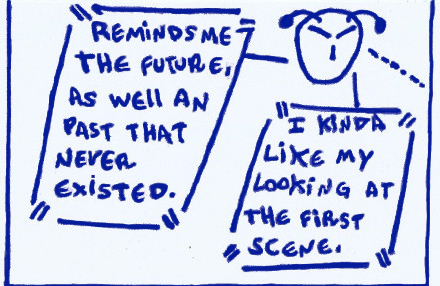 REMINDS ME
THE FUTURE,
AS WELL AN
PAST THAT
NEVER
EXISTED.
I KINDA
LIKE MY
LOOKING AT
THE FIRST
SCENE.